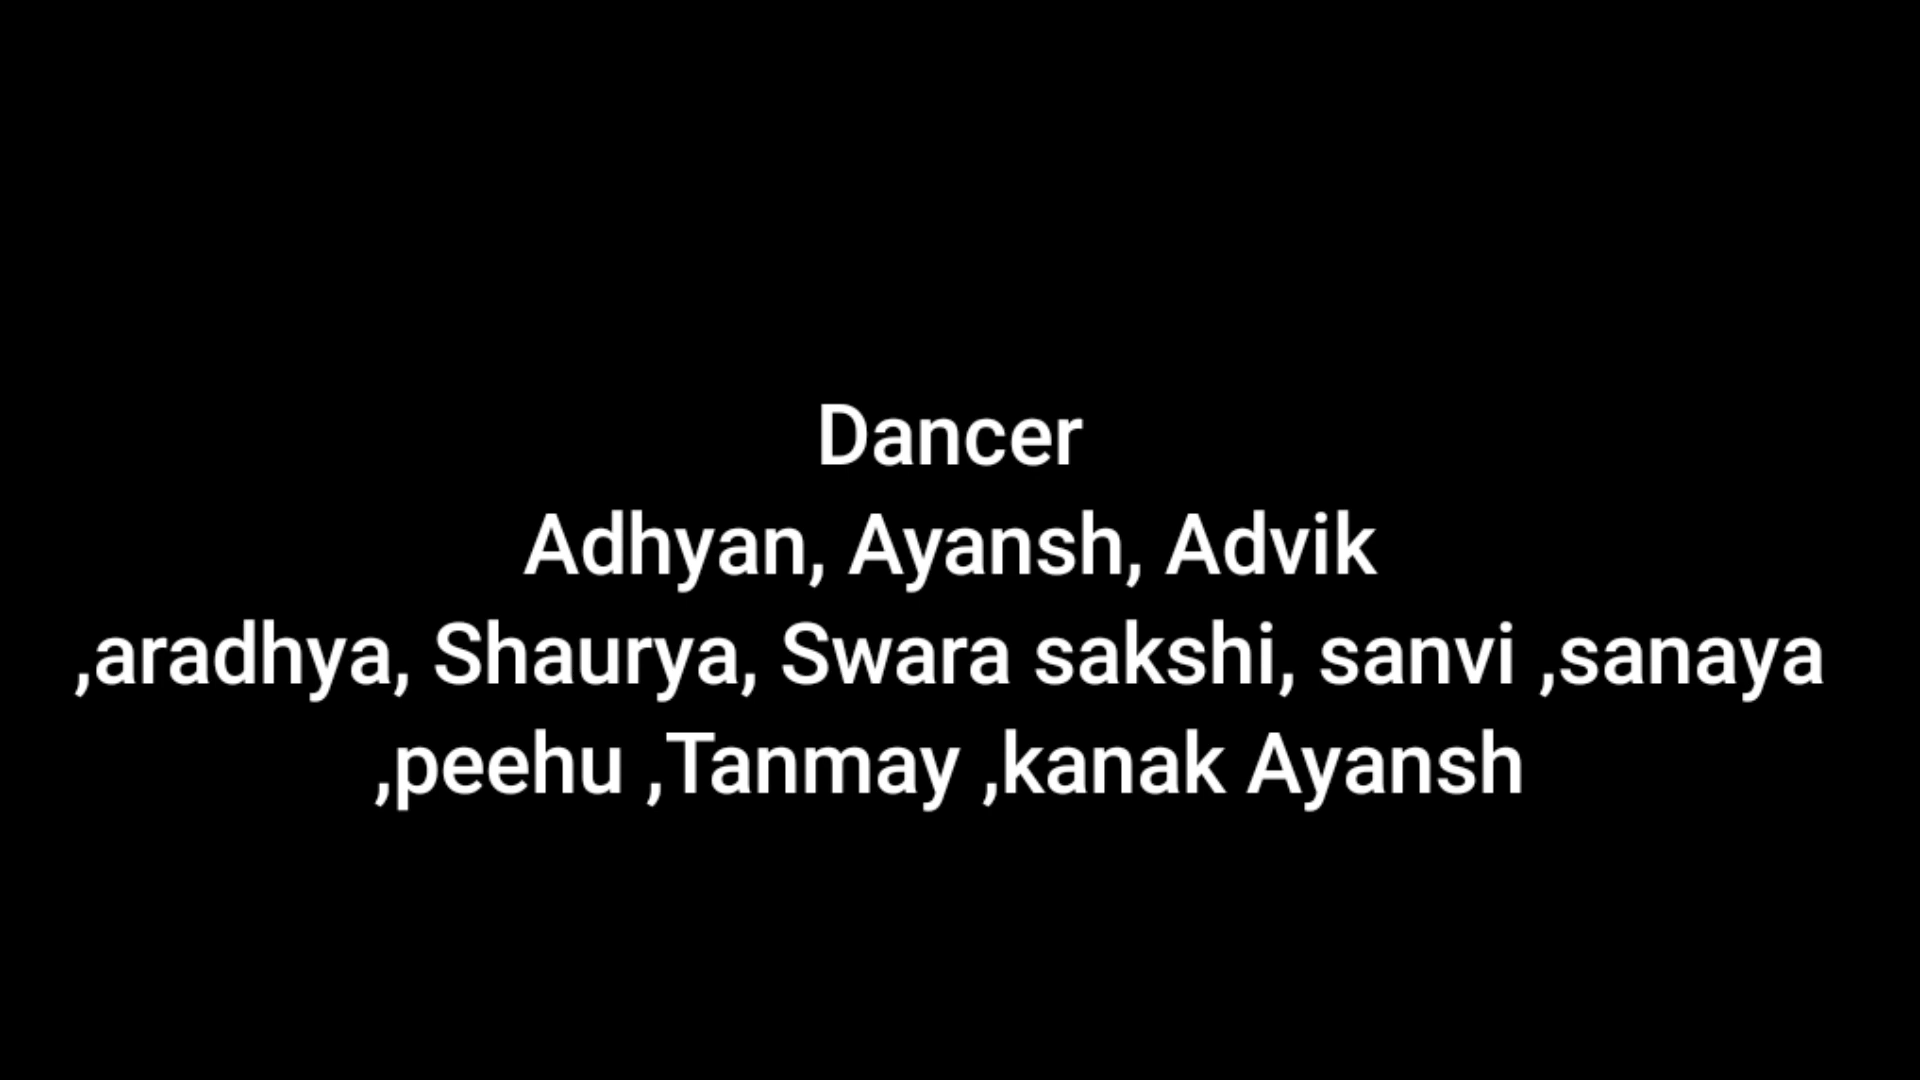 Dancer
Adhyan, Ayansh, Advik
,aradhya, Shaurya, Swara sakshi, sanvi ,sanaya
,peehu ,Tanmay ,kanak Ayansh